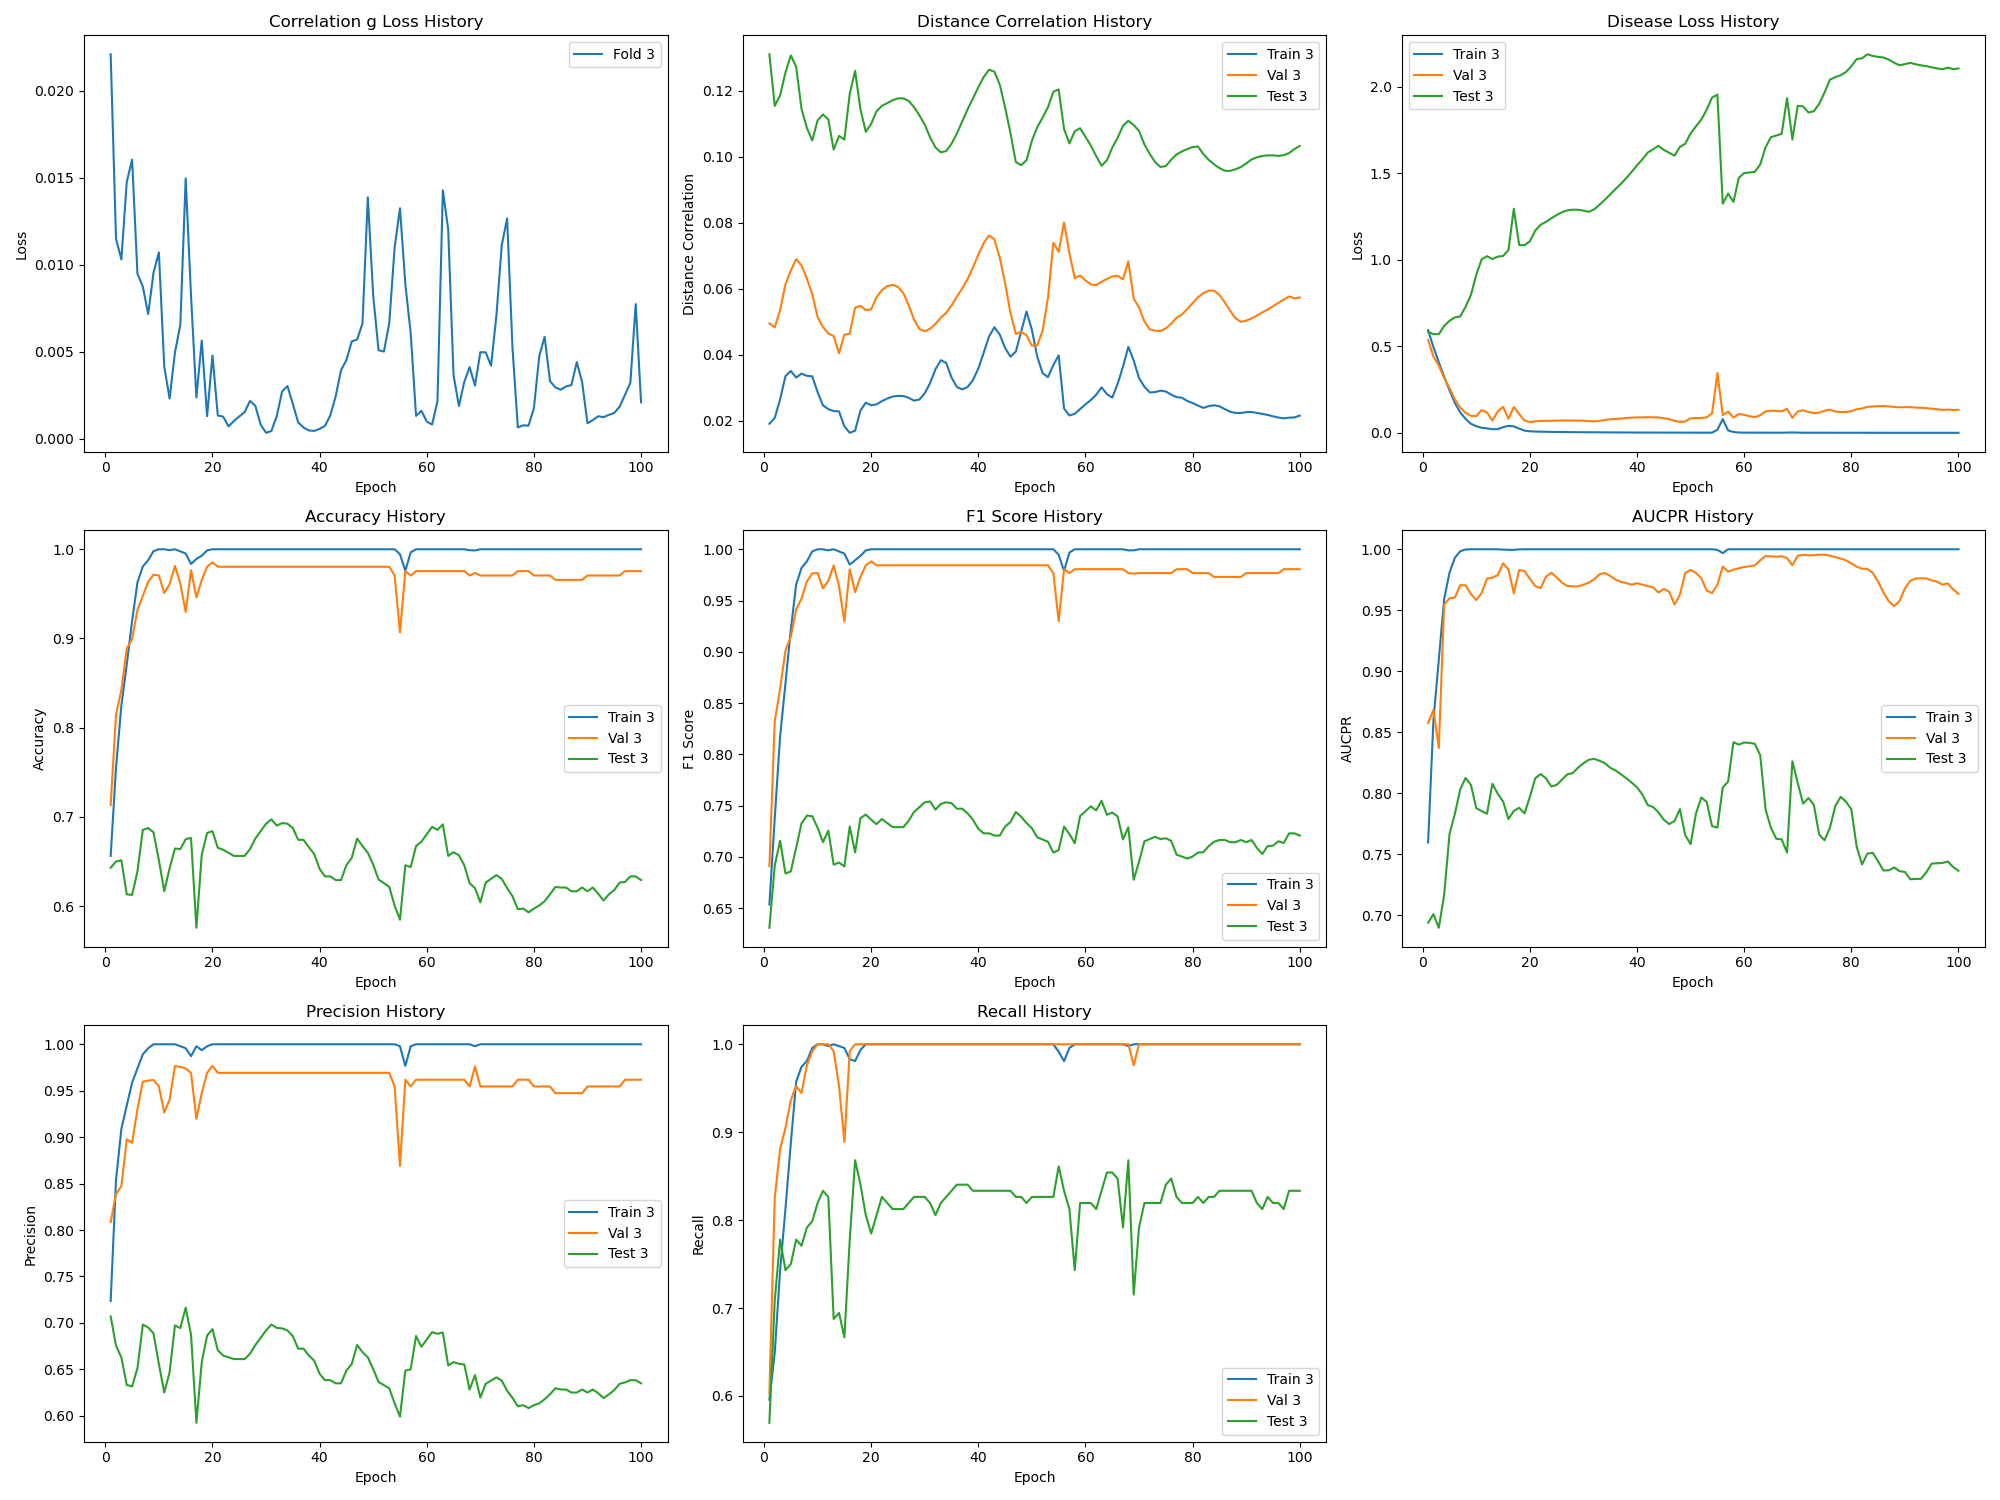 Correlation g Loss History
Fold 3
0.020
0.015
0.010
0.005
0.000
Loss
0 20 40 60 80 100
Epoch
Distance Correlation History
Train 3
Val 3
Test 3
0.12
0.10
0.08
0.06
0.04
0.02
Distance Correlation
0 20 40 60 80 100
Epoch
Disease Loss History
Train 3
Val 3
Test 3
2.0
1.5
1.0
0.5
0.0
Loss
0 20 40 60 80 100
Epoch
Accuracy History
1.0
0.9
0.8
0.7
0.6
Accuracy
Train 3
Val 3
Test 3
0 20 40 60 80 100
Epoch
F1 Score History
1.00
0.95
0.90
0.85
0.80
0.75
0.70
0.65
F1 Score
Train 3
Val 3
Test 3
0 20 40 60 80 100
Epoch
AUCPR History
1.00
0.95
0.90
0.85
0.80
0.75
0.70
AUCPR
Train 3
Val 3
Test 3
0 20 40 60 80 100
Epoch
Precision History
1.00
0.95
0.90
0.85
0.80
0.75
0.70
0.65
0.60
Precision
Train 3
Val 3
Test 3
0 20 40 60 80 100
Epoch
Recall History
1.0
0.9
0.8
0.7
0.6
Recall
Train 3
Val 3
Test 3
0 20 40 60 80 100
Epoch